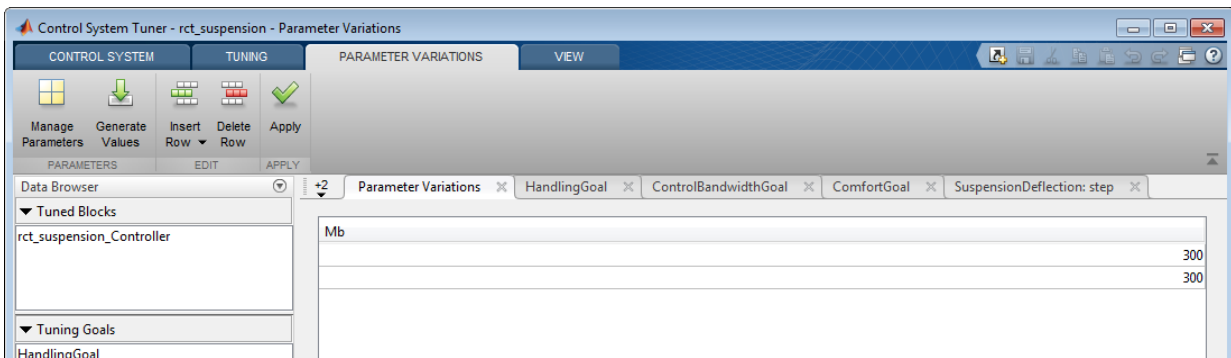 Control System Tuner - rct_suspension - Parameter Variations
CONTROL SYSTEM TUNING PARAMETER VARIATIONS VIEW
Manage Parameters
Generate Values
Insert Row
Delete Row
Apply
PARAMETERS EDIT APPLY
Data Browser
+2 Parameter Variations HandlingGoal ControlBandwidthGoal ComfortGoal SuspensionDeflection: step
Tuned Blocks
rct_suspension_Controller
Mb
300
300
Tuning Goals
HandlingGoal